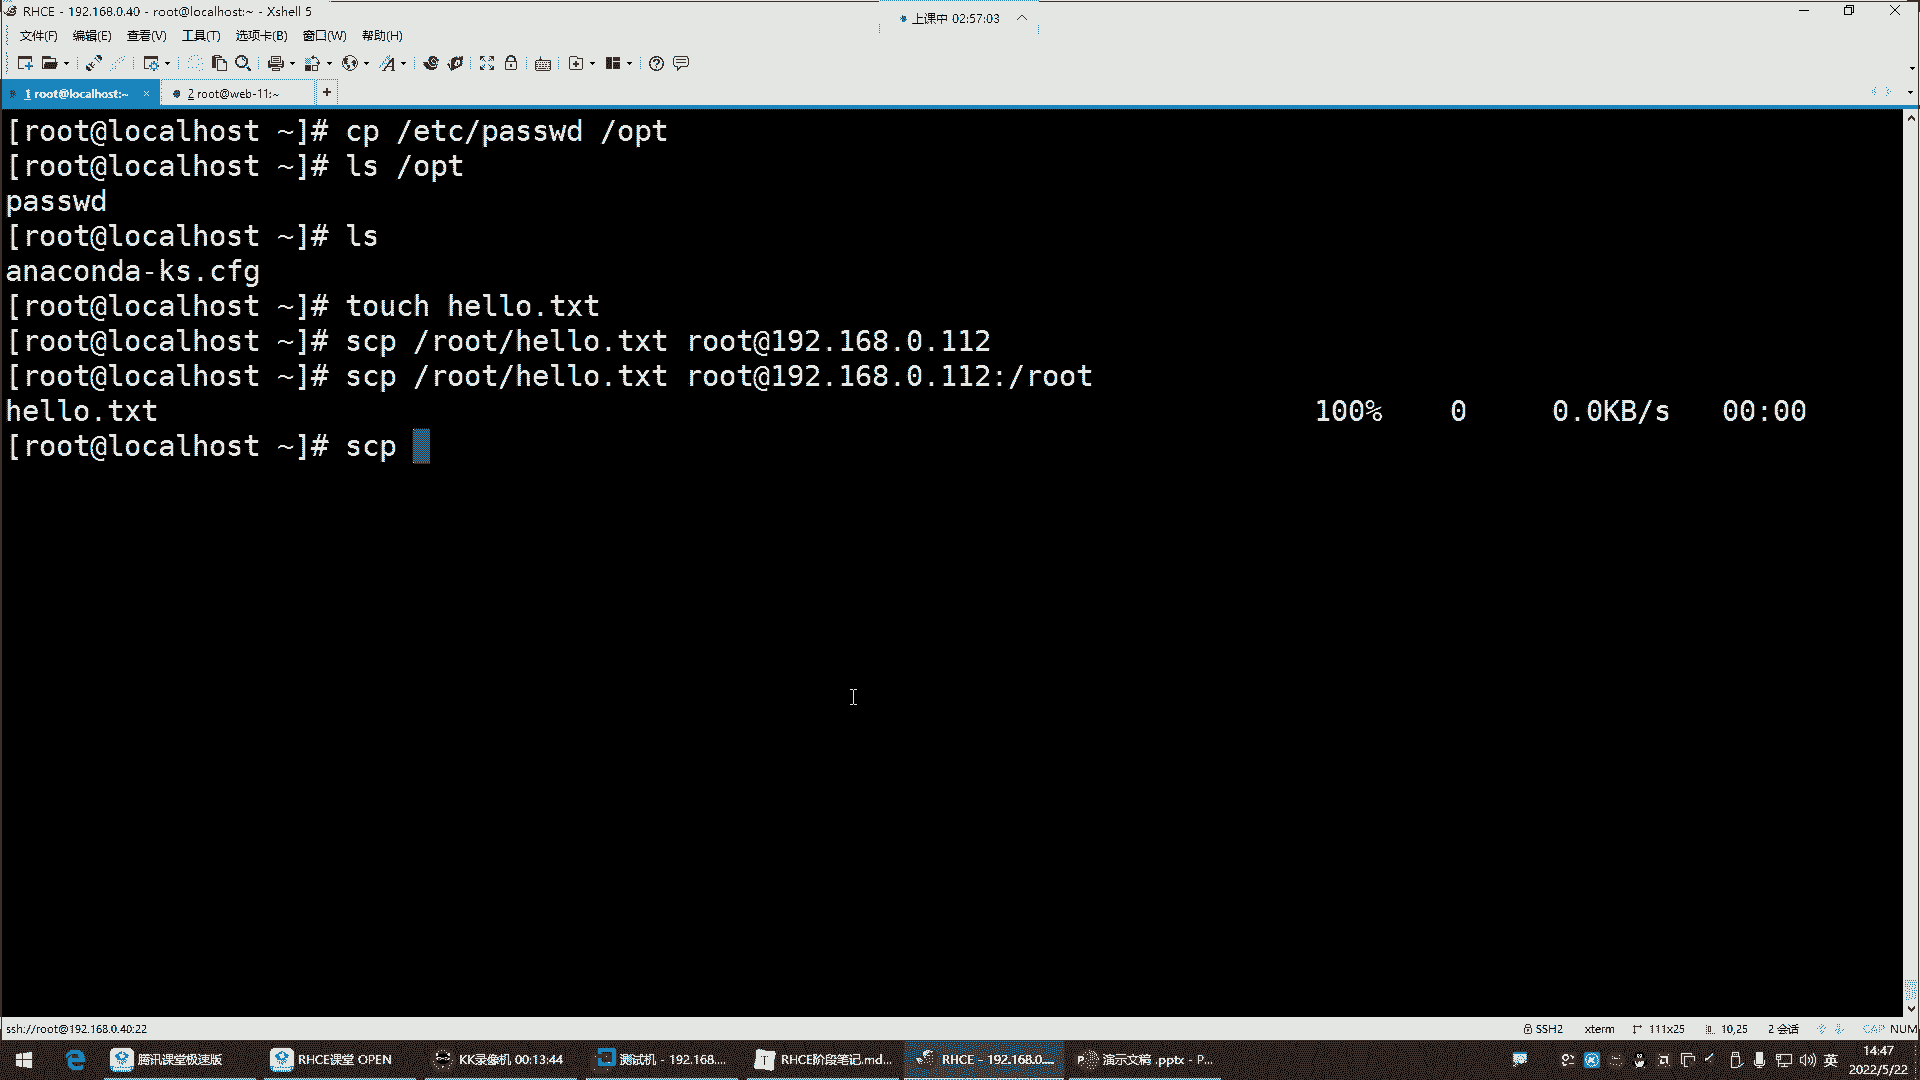 RHCE - 192.168.0.40 - root@localhost:~ - Xshell 5
上课中 02:57:03
文件(F) 编辑(E) 查看(V) 工具(T) 选项卡(B) 窗口(W) 帮助(H)
1 root@localhost:~ × 2 root@web-11:~ +
[root@localhost ~]# cp /etc/passwd /opt
[root@localhost ~]# ls /opt
passwd
[root@localhost ~]# ls
anaconda-ks.cfg
[root@localhost ~]# touch hello.txt
[root@localhost ~]# scp /root/hello.txt root@192.168.0.112
[root@localhost ~]# scp /root/hello.txt root@192.168.0.112:/root
hello.txt 100% 0 0.0KB/s 00:00
[root@localhost ~]# scp
ssh://root@192.168.0.40:22 SSH2 xterm 111x25 10,25 2 会话 CAP NUM
腾讯课堂极速版 RHCE课堂 OPEN KK录像机 00:13:44 测试机 - 192.168.... RHCE阶段笔记.md... RHCE - 192.168.0.... 演示文稿 .pptx - P... 英 14:47
2022/5/22